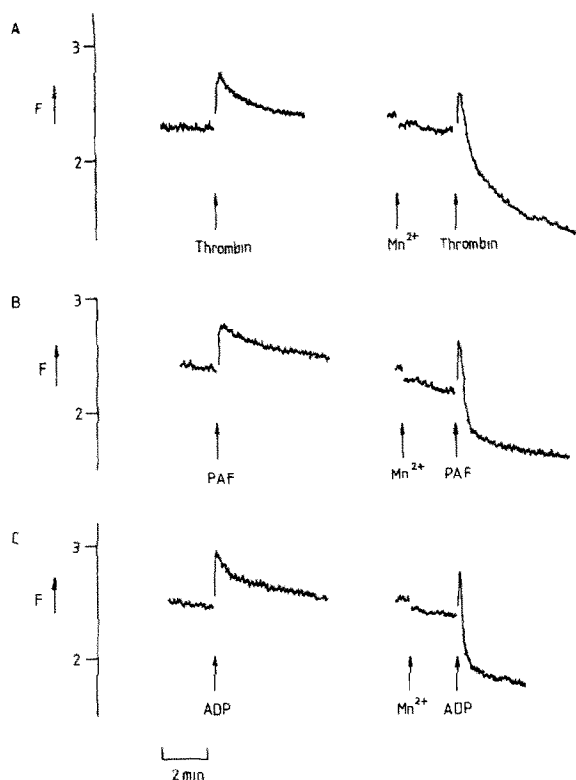 A
3
F
2
Thrombin
Mn²⁺
Thrombin
B
3
F
2
PAF
Mn²⁺
PAF
C
3
F
2
ADP
Mn²⁺
ADP
2 min